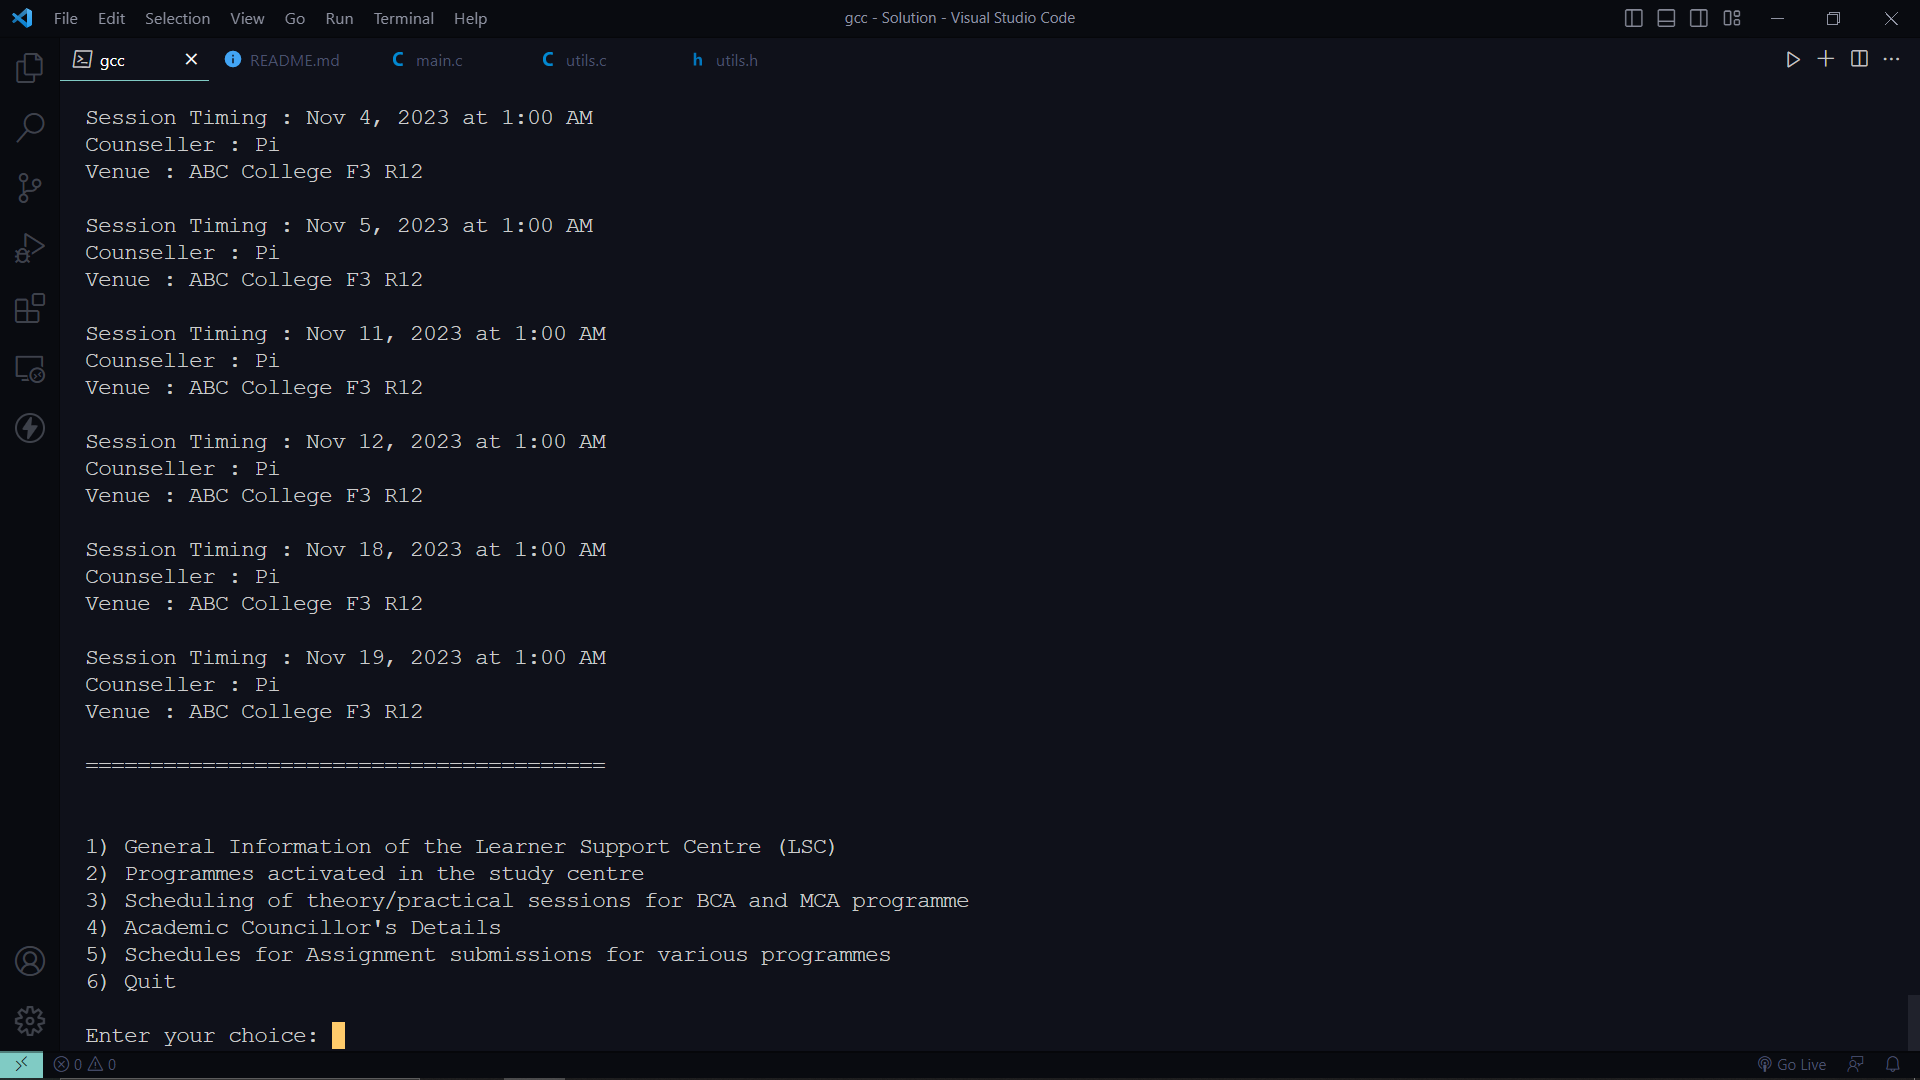 File Edit Selection View Go Run Terminal Help
gcc - Solution - Visual Studio Code
gcc README.md main.c utils.c utils.h
Session Timing : Nov 4, 2023 at 1:00 AM
Counseller : Pi
Venue : ABC College F3 R12
Session Timing : Nov 5, 2023 at 1:00 AM
Counseller : Pi
Venue : ABC College F3 R12
Session Timing : Nov 11, 2023 at 1:00 AM
Counseller : Pi
Venue : ABC College F3 R12
Session Timing : Nov 12, 2023 at 1:00 AM
Counseller : Pi
Venue : ABC College F3 R12
Session Timing : Nov 18, 2023 at 1:00 AM
Counseller : Pi
Venue : ABC College F3 R12
Session Timing : Nov 19, 2023 at 1:00 AM
Counseller : Pi
Venue : ABC College F3 R12
========================================
1) General Information of the Learner Support Centre (LSC)
2) Programmes activated in the study centre
3) Scheduling of theory/practical sessions for BCA and MCA programme
4) Academic Councillor's Details
5) Schedules for Assignment submissions for various programmes
6) Quit
Enter your choice:
0 0 Go Live